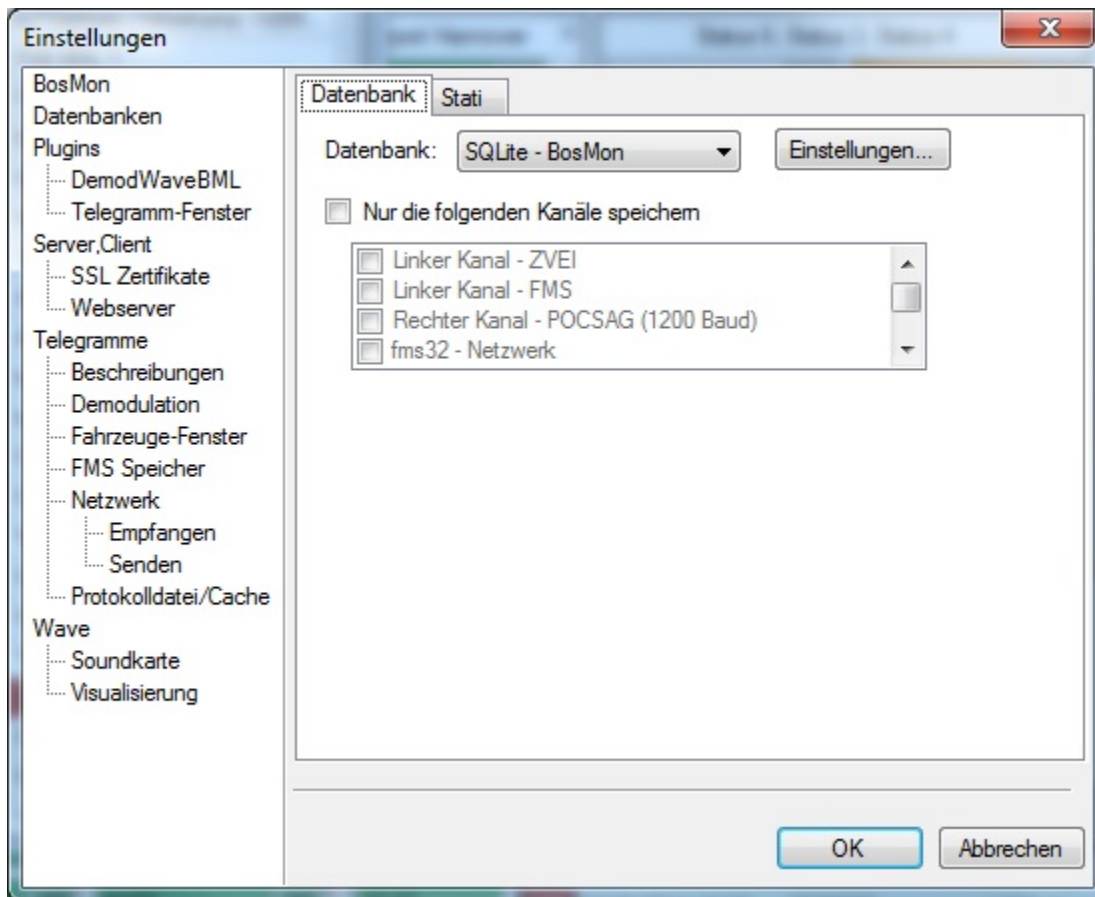 Einstellungen
BosMon
Datenbanken
Plugins
DemodWaveBML
Telegramm-Fenster
Server,Client
SSL Zertifikate
Webserver
Telegramme
Beschreibungen
Demodulation
Fahrzeuge-Fenster
FMS Speicher
Netzwerk
Empfangen
Senden
Protokolldatei/Cache
Wave
Soundkarte
Visualisierung
Datenbank Stati
Datenbank: SQLite - BosMon Einstellungen...
Nur die folgenden Kanäle speichern
Linker Kanal - ZVEI
Linker Kanal - FMS
Rechter Kanal - POCSAG (1200 Baud)
fms32 - Netzwerk
OK Abbrechen